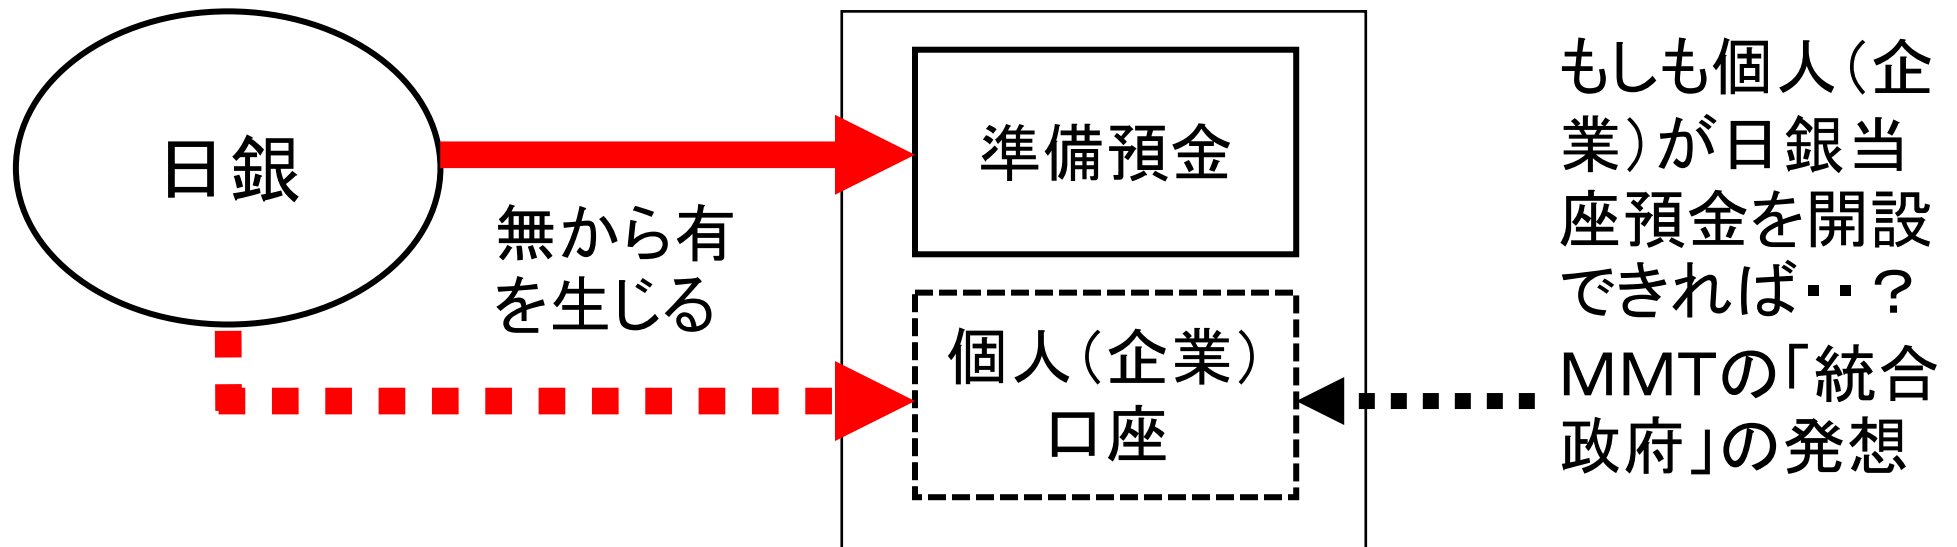 日銀
無から有
を生じる
準備預金
個人（企業）
口座
もしも個人（企
業）が日銀当
座預金を開設
できれば・・？
ＭＭＴの「統合
政府」の発想